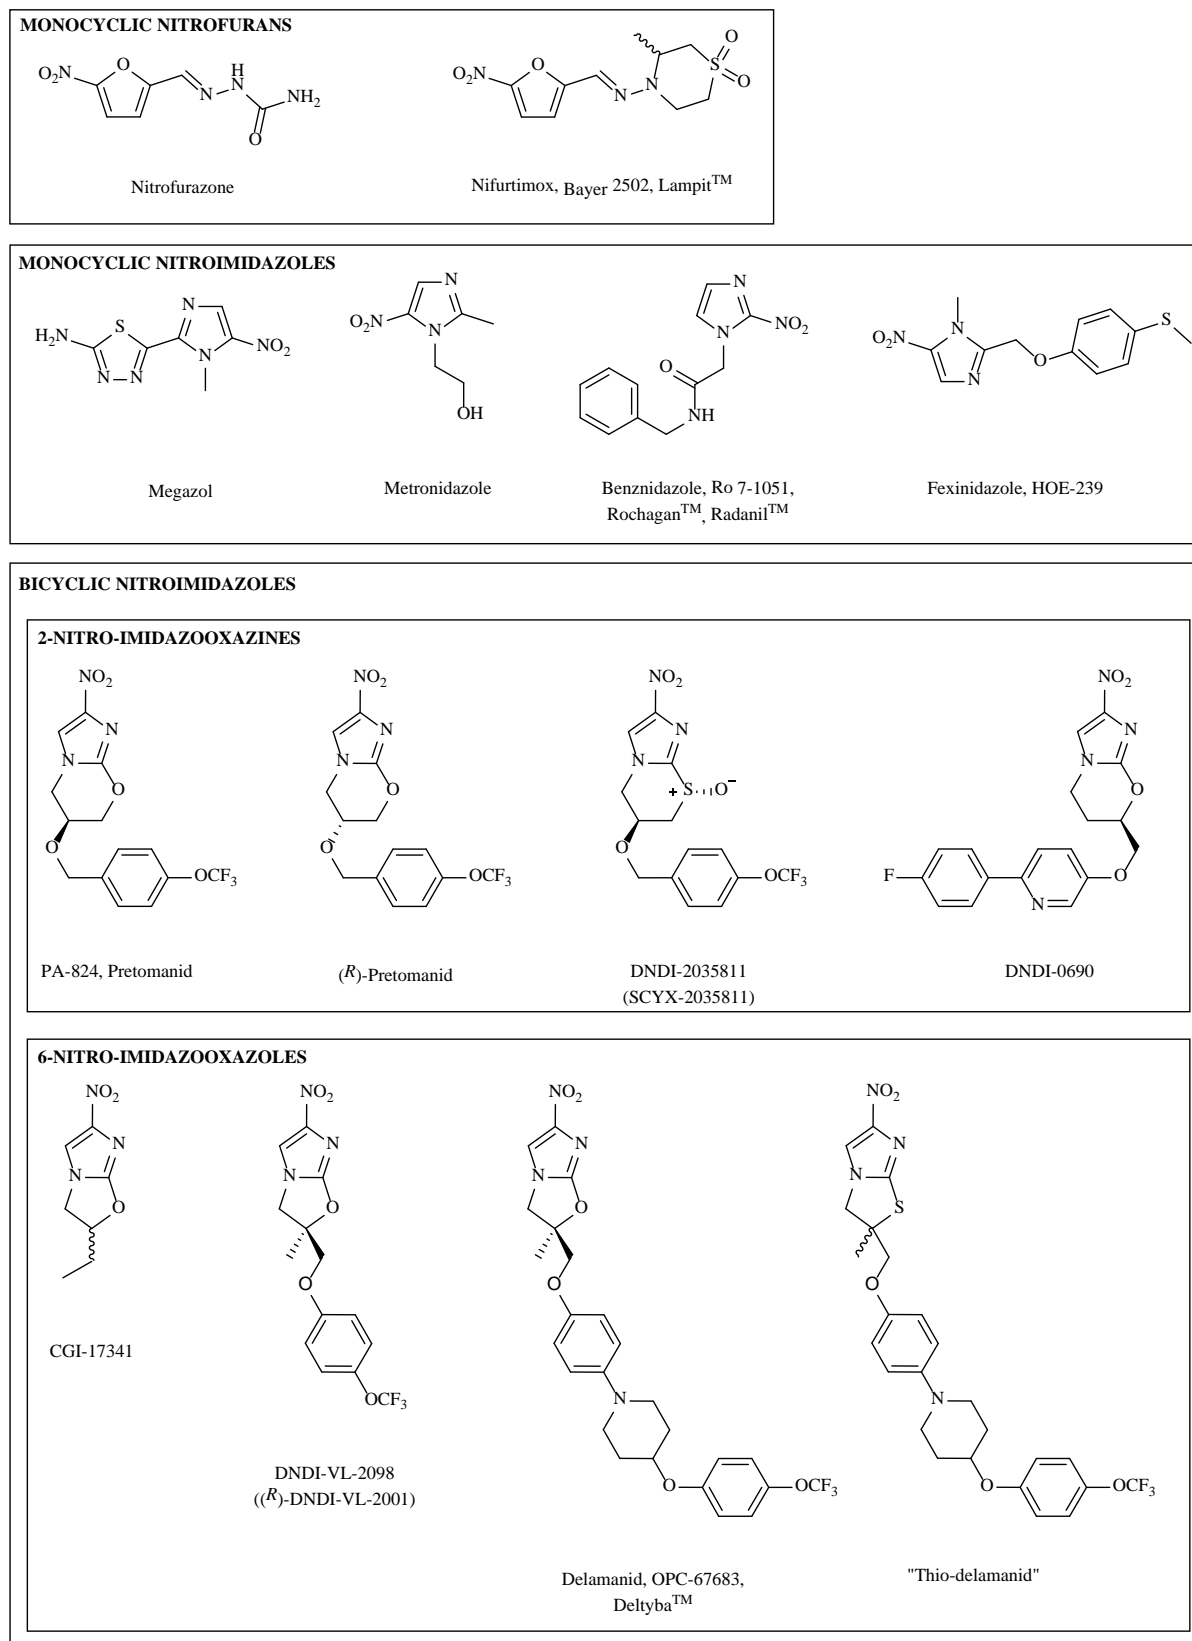 MONOCYCLIC NITROFURANS
O₂N O N H N NH₂ O
O₂N O N N S O O
Nitrofurazone
Nifurtimox, Bayer 2502, Lampit™
MONOCYCLIC NITROIMIDAZOLES
H₂N S N N N N NO₂
O₂N N N OH
N N NO₂ O NH
O₂N N N O S
Megazol
Metronidazole
Benznidazole, Ro 7-1051,
Rochagan™, Radanil™
Fexinidazole, HOE-239
BICYCLIC NITROIMIDAZOLES
2-NITRO-IMIDAZOOXAZINES
NO₂ N N O O OCF₃
NO₂ N N O O OCF₃
NO₂ N N + S O − O OCF₃
NO₂ N N O O N F
PA-824, Pretomanid
(R)-Pretomanid
DNDI-2035811
(SCYX-2035811)
DNDI-0690
6-NITRO-IMIDAZOOXAZOLES
NO₂ N N O
NO₂ N N O O OCF₃
NO₂ N N O O N O OCF₃
NO₂ N N S O N O OCF₃
CGI-17341
DNDI-VL-2098
((R)-DNDI-VL-2001)
Delamanid, OPC-67683,
Deltyba™
"Thio-delamanid"